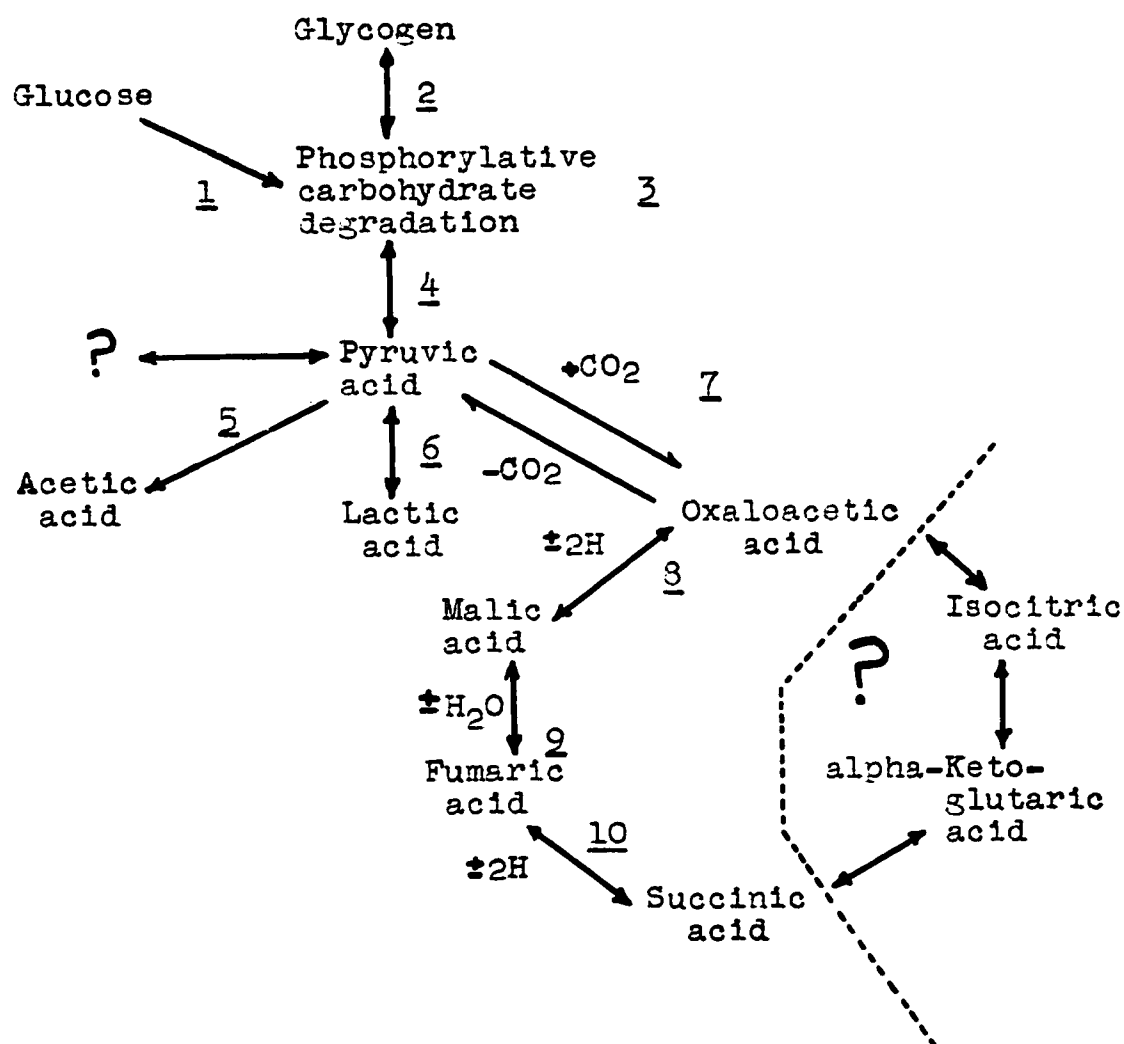 Glycogen
Glucose
2
Phosphorylative
carbohydrate
degradation
1
3
4
?
Pyruvic
acid
+CO2
7
5
6
-CO2
Acetic
acid
Lactic
acid
Oxaloacetic
acid
±2H
8
Malic
acid
Isocitric
acid
?
±H2O
9
Fumaric
acid
alpha-Keto-
glutaric
acid
10
±2H
Succinic
acid